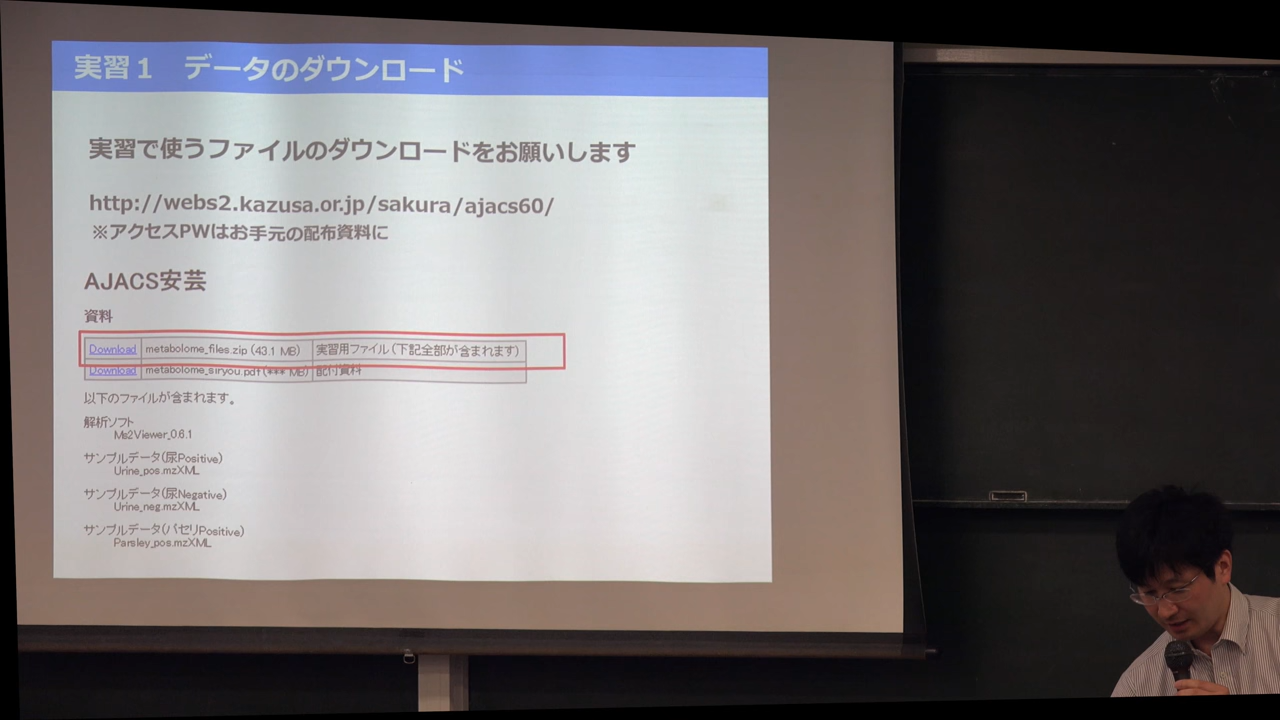 実習１　データのダウンロード
実習で使うファイルのダウンロードをお願いします
http://webs2.kazusa.or.jp/sakura/ajacs60/
※アクセスPWはお手元の配布資料に
AJACS安芸
資料
Download metabolome_files.zip (43.1 MB) 実習用ファイル（下記全部が含まれます）
Download metabolome_siryou.pdf (*** MB) 配付資料
以下のファイルが含まれます。
解析ソフト
Ms2Viewer_0.6.1
サンプルデータ(尿Positive)
Urine_pos.mzXML
サンプルデータ(尿Negative)
Urine_neg.mzXML
サンプルデータ(パセリPositive)
Parsley_pos.mzXML